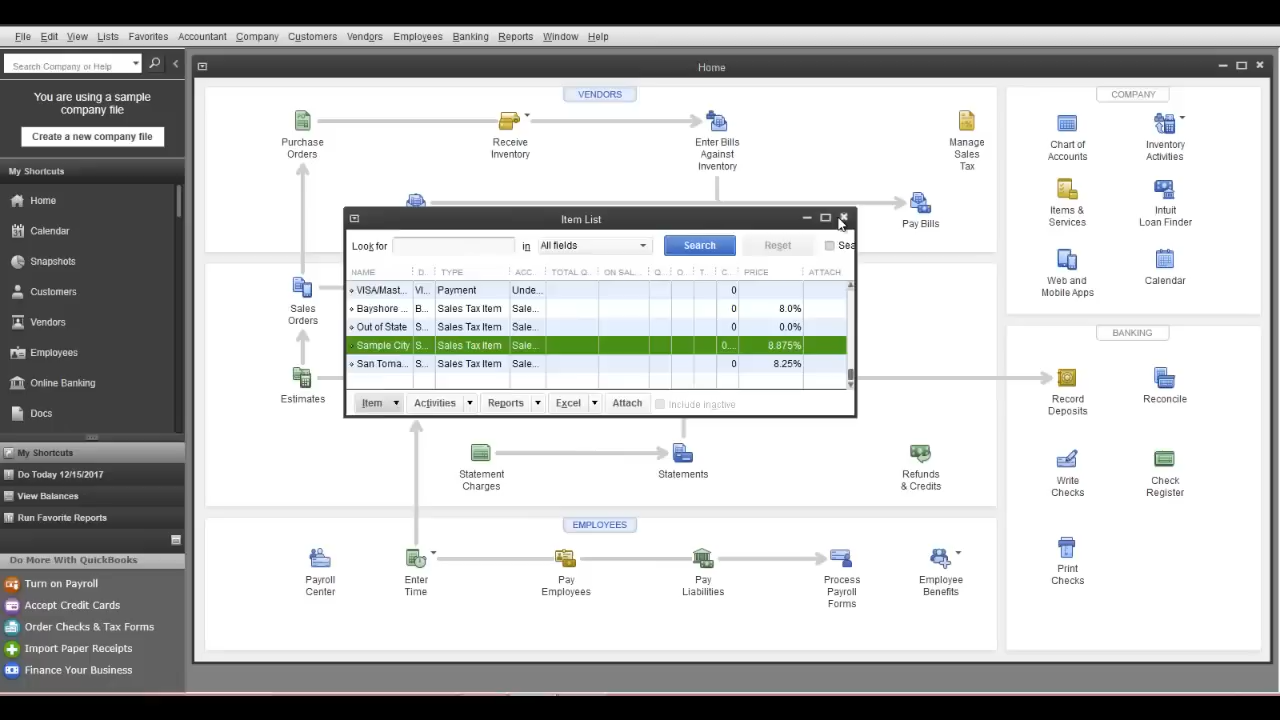 File Edit View Lists Favorites Accountant Company Customers Vendors Employees Banking Reports Window Help
Search Company or Help
You are using a sample
company file
Create a new company file
My Shortcuts
Home
Calendar
Snapshots
Customers
Vendors
Employees
Online Banking
Docs
My Shortcuts
Do Today 12/15/2017
View Balances
Run Favorite Reports
Do More With QuickBooks
Turn on Payroll
Accept Credit Cards
Order Checks & Tax Forms
Import Paper Receipts
Finance Your Business
Home
VENDORS
Purchase
Orders
Receive
Inventory
Enter Bills
Against
Inventory
Manage
Sales
Tax
Pay Bills
Sales
Orders
Estimates
Item List
Look for in All fields Search Reset Sea
NAME D.. TYPE ACC.. TOTAL Q.. ON SAL.. Q.. O.. T.. C.. PRICE ATTACH
VISA/Mast... VI... Payment Unde... 0
Bayshore ... B... Sales Tax Item Sale... 0 8.0%
Out of State S... Sales Tax Item Sale... 0 0.0%
Sample City S... Sales Tax Item Sale... 0... 8.875%
San Toma... S... Sales Tax Item Sale... 0 8.25%
Item Activities Reports Excel Attach Include inactive
Statement
Charges
Statements
Refunds
& Credits
EMPLOYEES
Payroll
Center
Enter
Time
Pay
Employees
Pay
Liabilities
Process
Payroll
Forms
Employee
Benefits
COMPANY
Chart of
Accounts
Inventory
Activities
Items &
Services
Intuit
Loan Finder
Web and
Mobile Apps
Calendar
BANKING
Record
Deposits
Reconcile
Write
Checks
Check
Register
Print
Checks